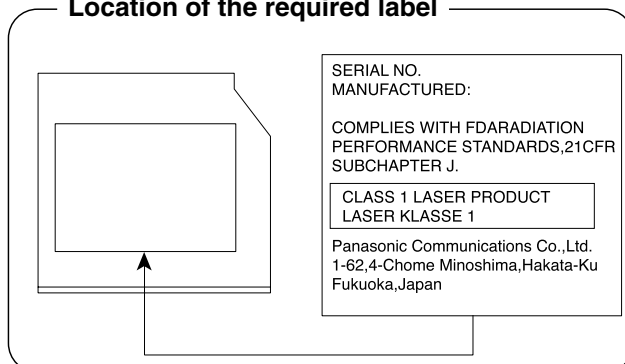 Location of the required label
SERIAL NO.
MANUFACTURED:
COMPLIES WITH FDARADIATION
PERFORMANCE STANDARDS,21CFR
SUBCHAPTER J.
CLASS 1 LASER PRODUCT
LASER KLASSE 1
Panasonic Communications Co.,Ltd.
1-62,4-Chome Minoshima,Hakata-Ku
Fukuoka,Japan